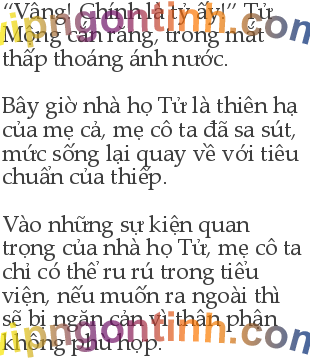 “Vâng! Chính là tỷ ấy!” Tử
Mộng cắn răng, trong mắt
thấp thoáng ánh nước.
Bây giờ nhà họ Tử là thiên hạ
của mẹ cả, mẹ cô ta đã sa sút,
mức sống lại quay về với tiêu
chuẩn của thiếp.
Vào những sự kiện quan
trọng của nhà họ Tử, mẹ cô ta
chỉ có thể ru rú trong tiểu
viện, nếu muốn ra ngoài thì
sẽ bị ngăn cản vì thân phận
không phù hợp.
vipngontinh.com
vipngontinh.com